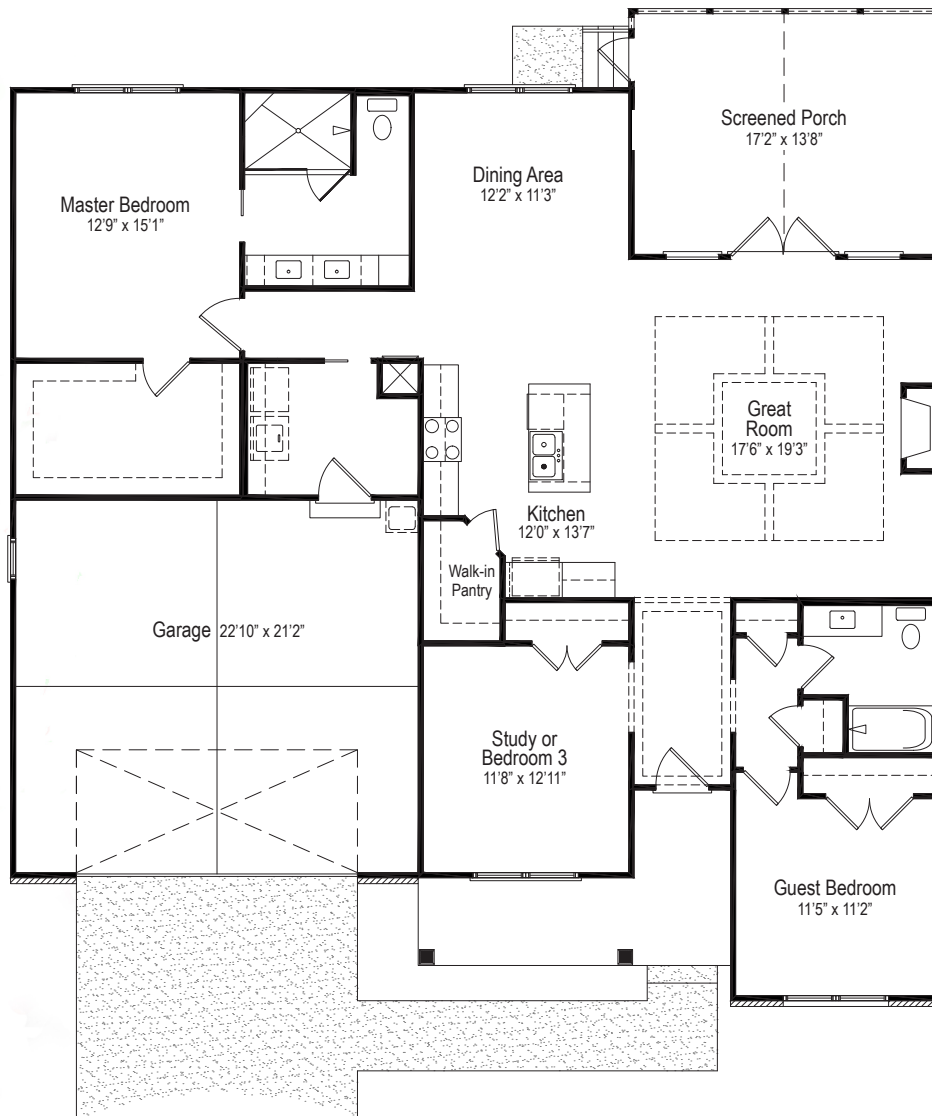 Screened Porch
17’2” x 13’8”
Dining Area
12’2” x 11’3”
Master Bedroom
12’9” x 15’1”
Great
Room
17’6” x 19’3”
Kitchen
12’0” x 13’7”
Walk-in
Pantry
Garage 22’10” x 21’2”
Study or
Bedroom 3
11’8” x 12’11”
Guest Bedroom
11’5” x 11’2”